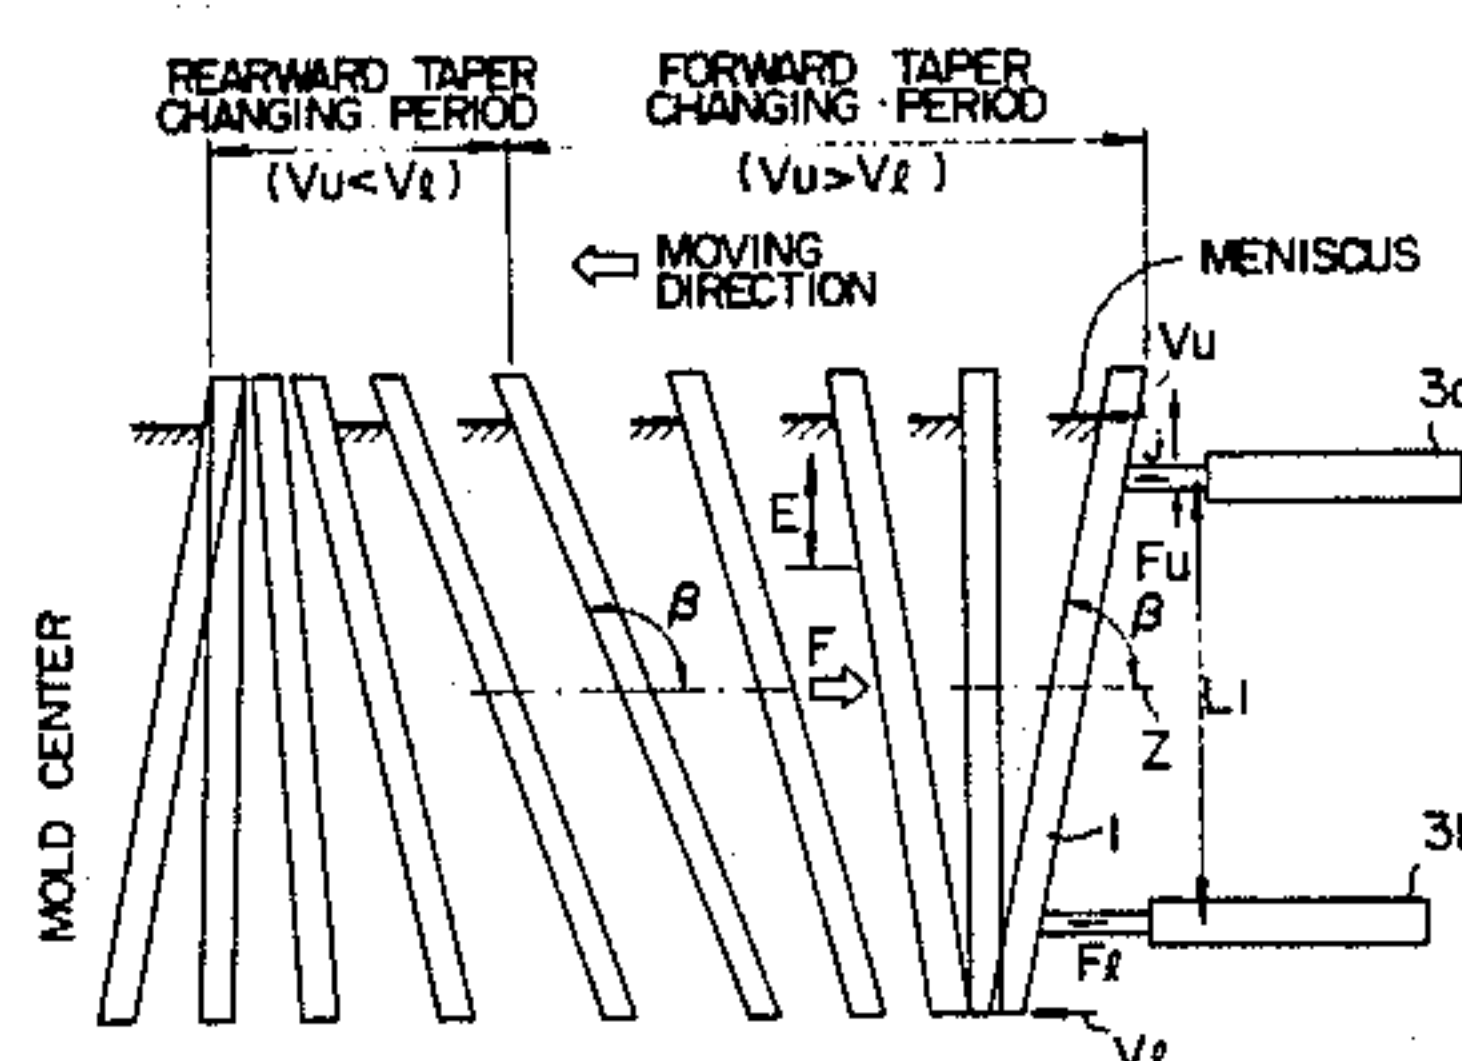 REARWARD TAPER
CHANGING PERIOD
(Vu<Vℓ)
FORWARD TAPER
CHANGING PERIOD
(Vu>Vℓ)
MOVING
DIRECTION
MENISCUS
Vu
E
Fu
β
β
F
L1
Z
1
Fℓ
Vℓ
MOLD CENTER